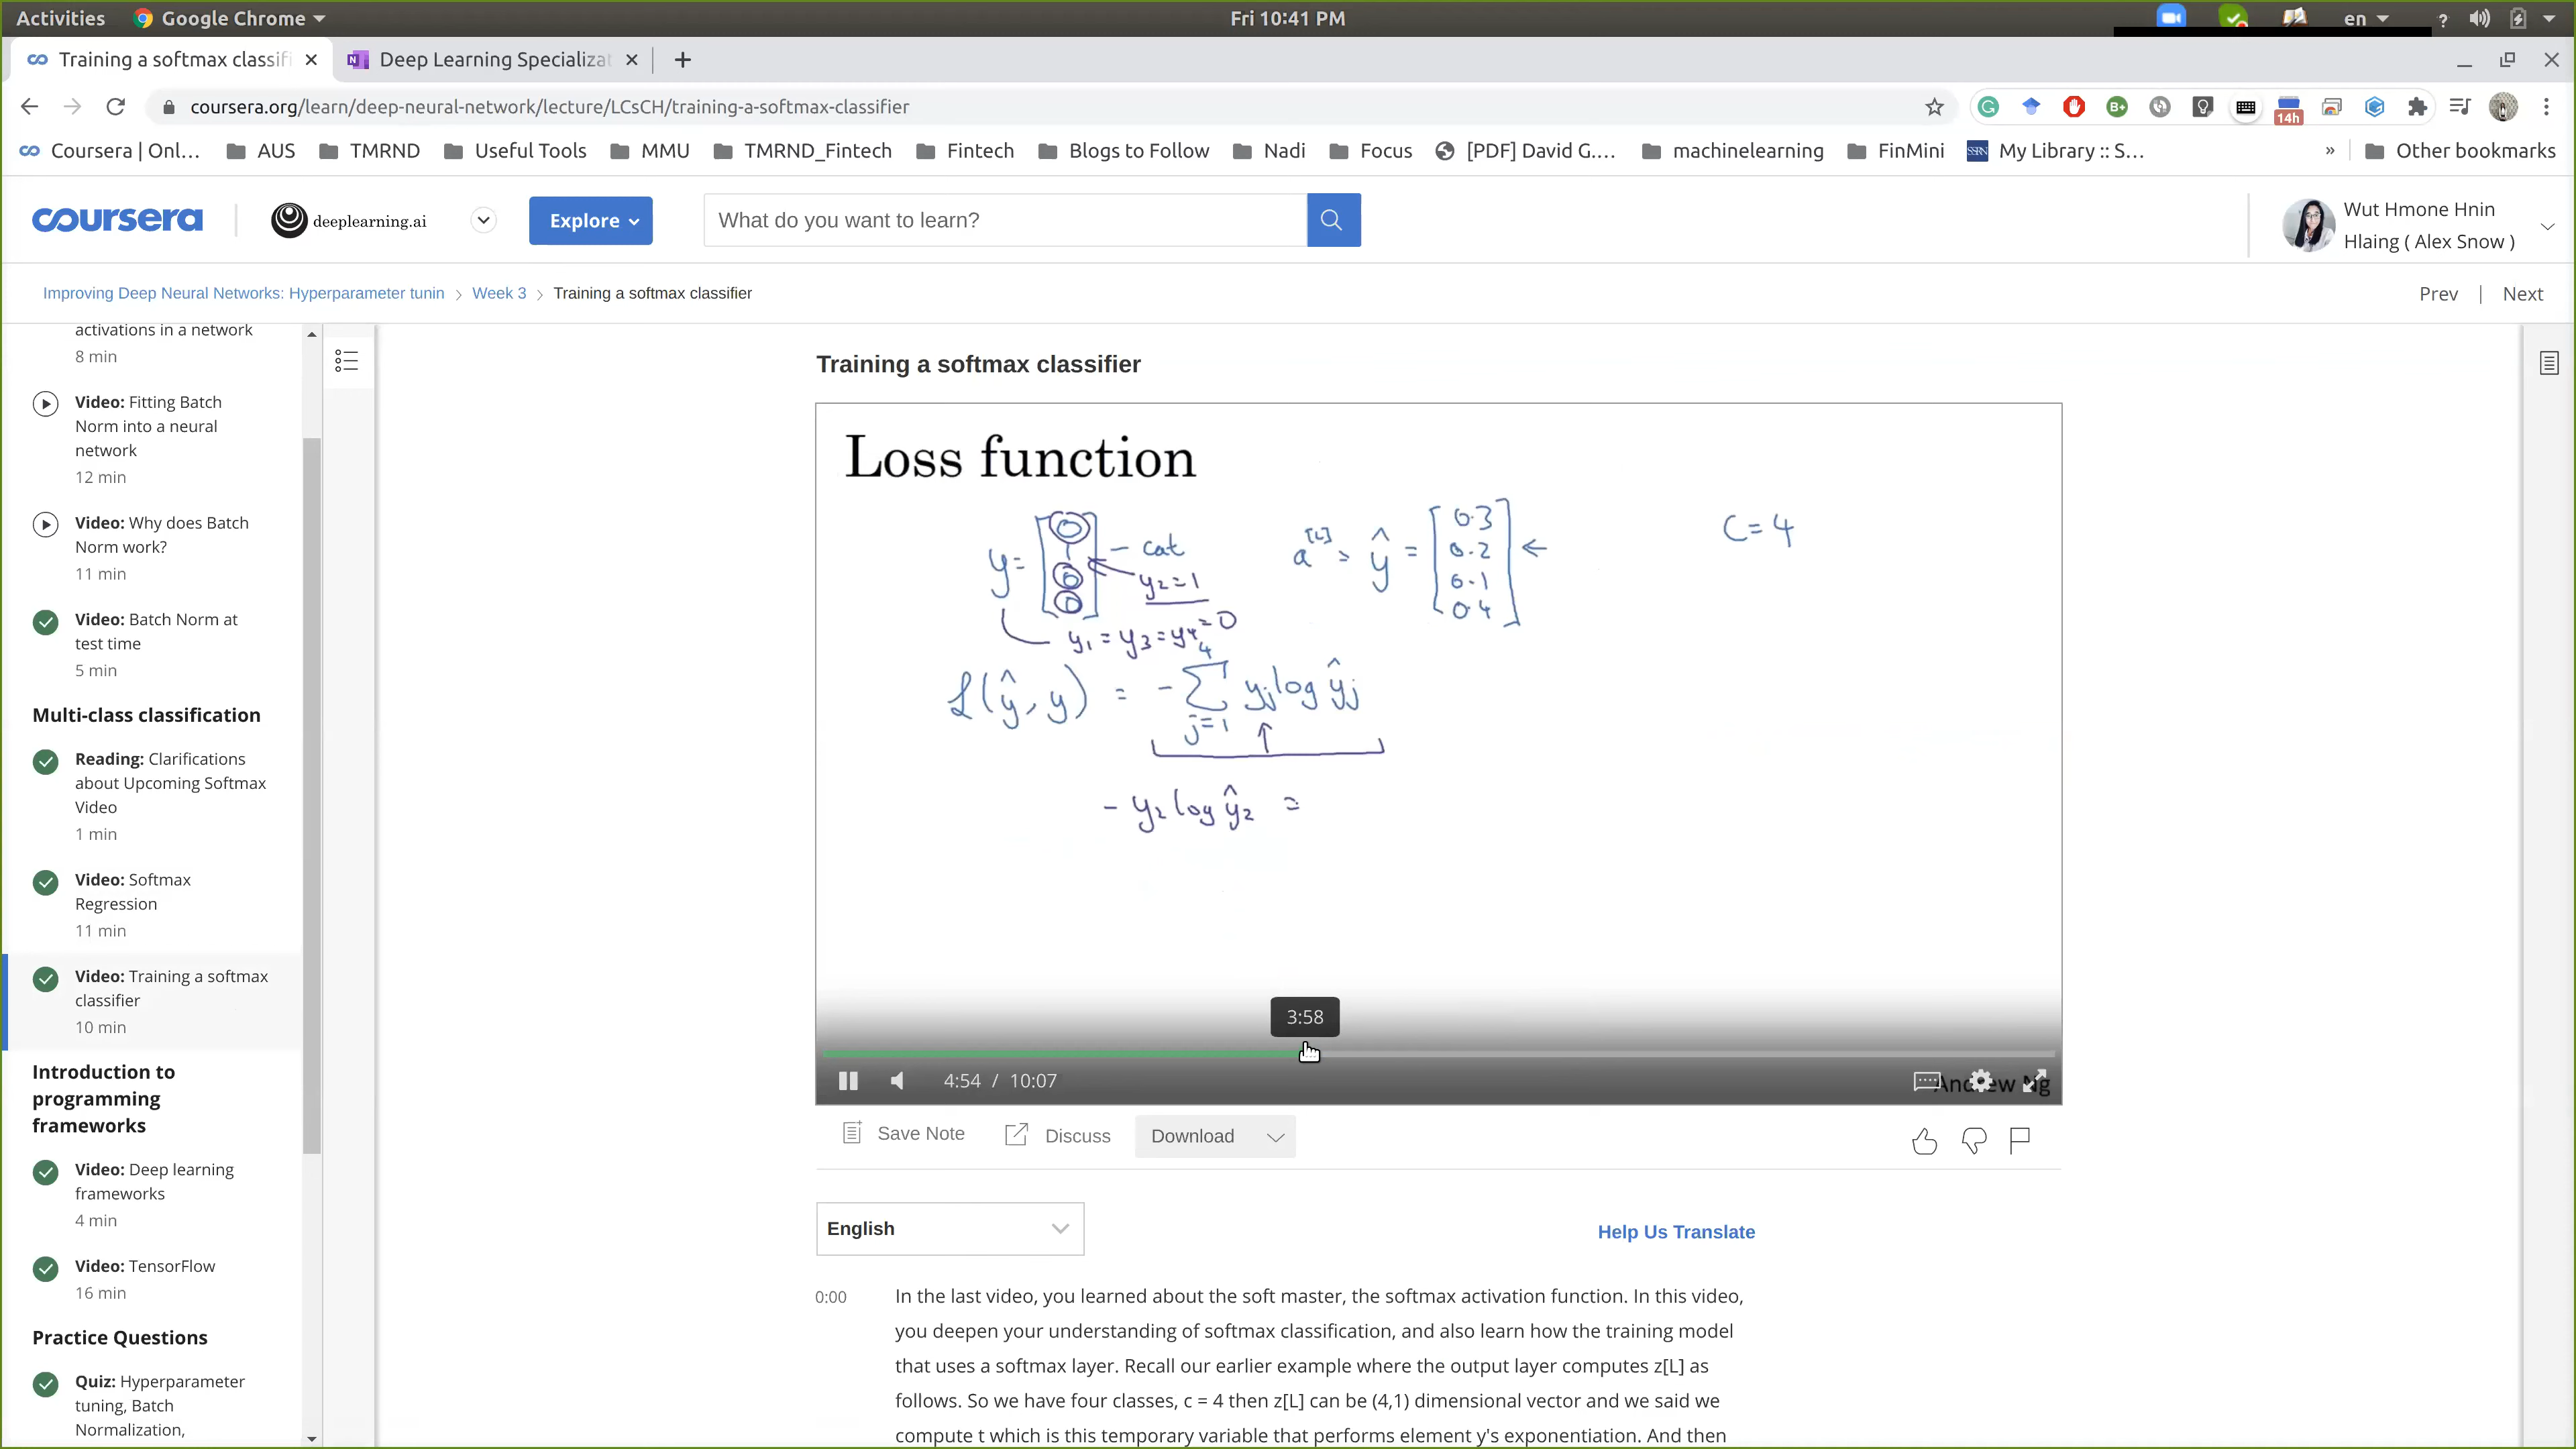 Activities Google Chrome Fri 10:41 PM en ?
Training a softmax classifi Deep Learning Specializat
coursera.org/learn/deep-neural-network/lecture/LCsCH/training-a-softmax-classifier 14h
Coursera | Onl... AUS TMRND Useful Tools MMU TMRND_Fintech Fintech Blogs to Follow Nadi Focus [PDF] David G.... machinelearning FinMini SSRN My Library :: S... » Other bookmarks
coursera deeplearning.ai Explore What do you want to learn?
Wut Hmone Hnin
Hlaing ( Alex Snow )
Improving Deep Neural Networks: Hyperparameter tunin > Week 3 > Training a softmax classifier Prev | Next
activations in a network
8 min
Video: Fitting Batch
Norm into a neural
network
12 min
Video: Why does Batch
Norm work?
11 min
Video: Batch Norm at
test time
5 min
Multi-class classification
Reading: Clarifications
about Upcoming Softmax
Video
1 min
Video: Softmax
Regression
11 min
Video: Training a softmax
classifier
10 min
Introduction to
programming
frameworks
Video: Deep learning
frameworks
4 min
Video: TensorFlow
16 min
Practice Questions
Quiz: Hyperparameter
tuning, Batch
Normalization,
Training a softmax classifier
Loss function
y = [0 1 0 0] - cat y₂=1
a^[L] = ŷ = [0.3 0.2 0.1 0.4] ← C=4
y₁ = y₃ = y₄ = 0
ℒ(ŷ, y) = - ∑_{j=1}^{4} yⱼ log ŷⱼ
- y₂ log ŷ₂ =
3:58
4:54 / 10:07 Andrew Ng
Save Note Discuss Download
English Help Us Translate
0:00 In the last video, you learned about the soft master, the softmax activation function. In this video,
you deepen your understanding of softmax classification, and also learn how the training model
that uses a softmax layer. Recall our earlier example where the output layer computes z[L] as
follows. So we have four classes, c = 4 then z[L] can be (4,1) dimensional vector and we said we
compute t which is this temporary variable that performs element y's exponentiation. And then